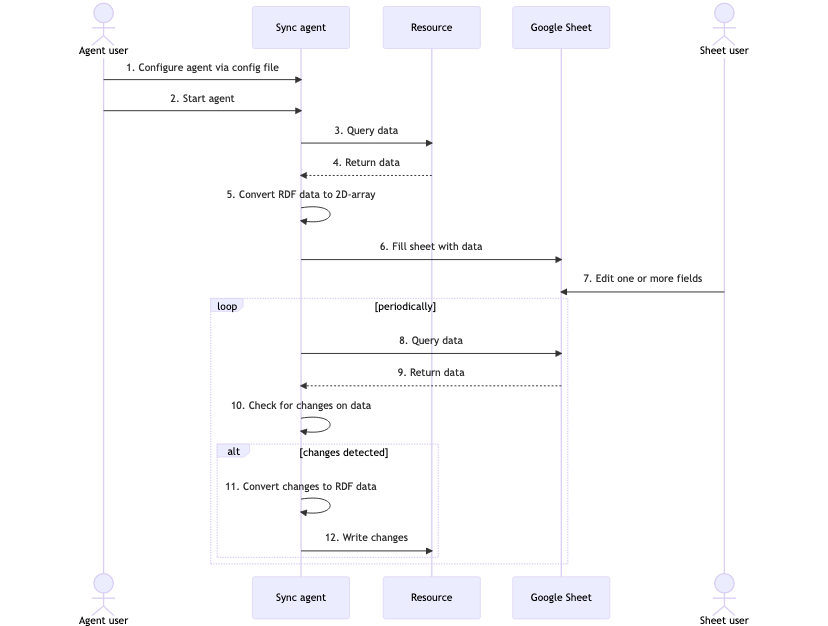 Agent user
Sync agent
Resource
Google Sheet
Sheet user
1. Configure agent via config file
2. Start agent
3. Query data
4. Return data
5. Convert RDF data to 2D-array
6. Fill sheet with data
7. Edit one or more fields
loop
[periodically]
8. Query data
9. Return data
10. Check for changes on data
alt
[changes detected]
11. Convert changes to RDF data
12. Write changes
Agent user
Sync agent
Resource
Google Sheet
Sheet user